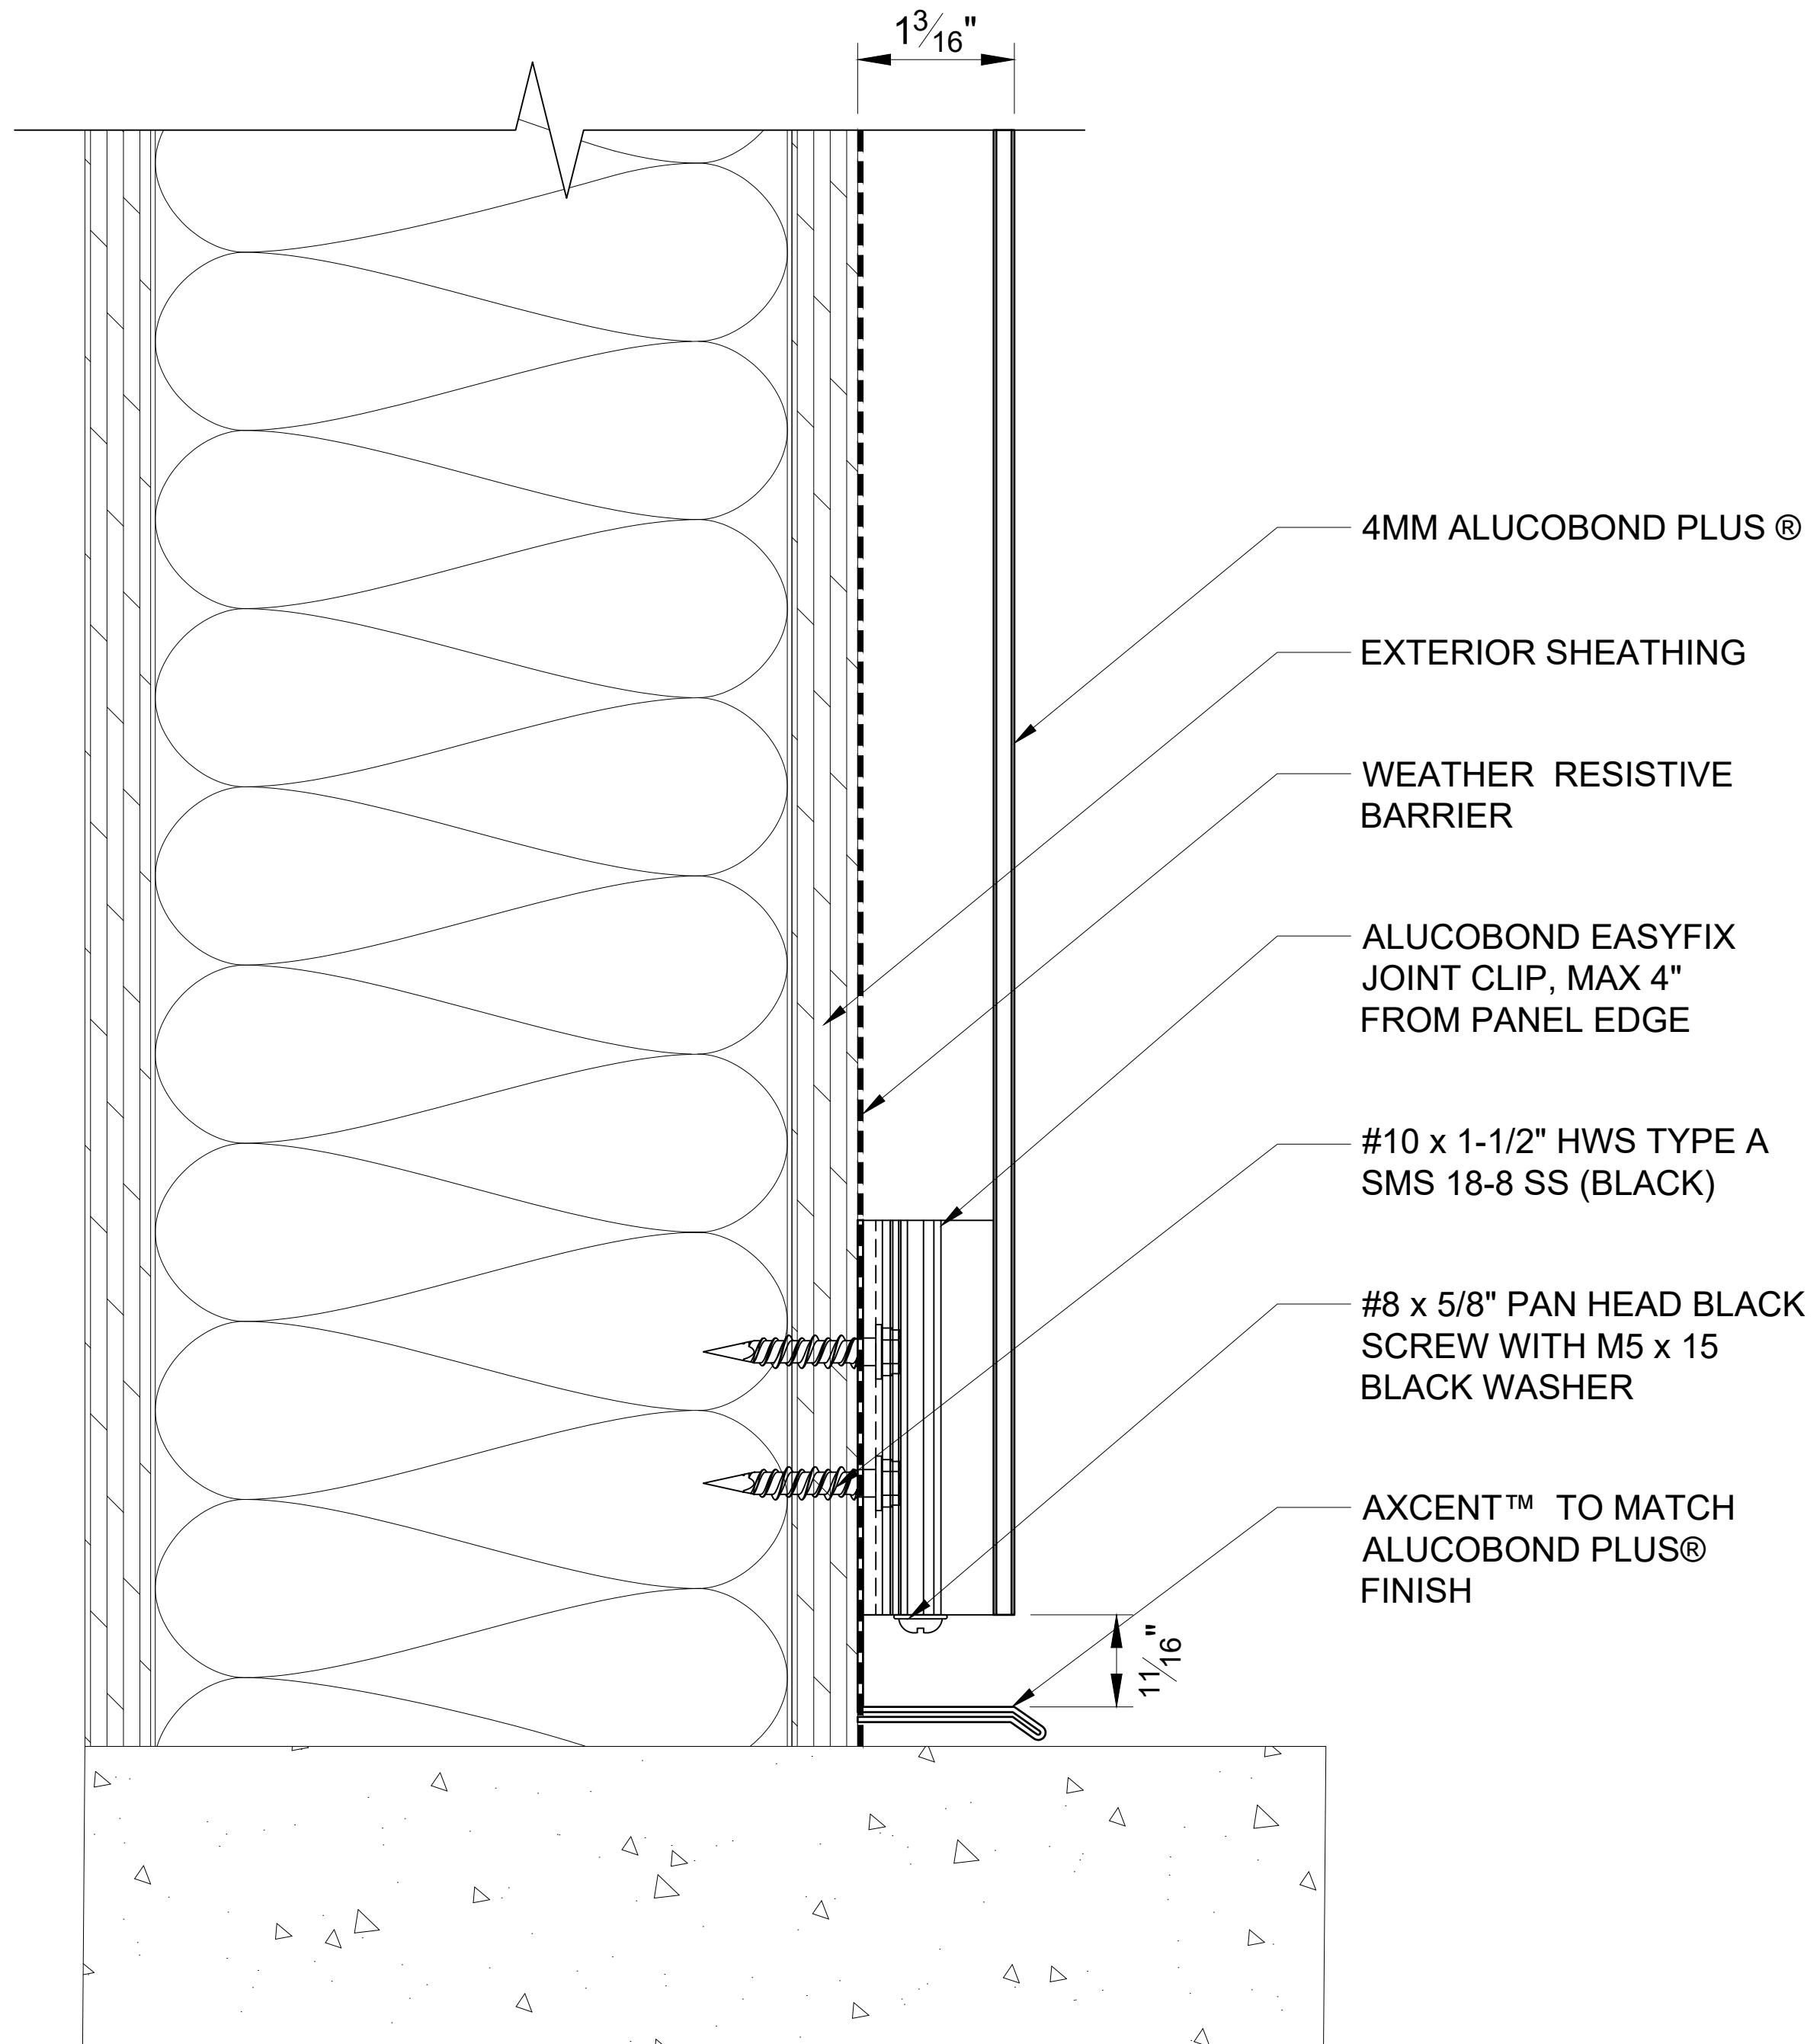 1 3/16"
4MM ALUCOBOND PLUS ®
EXTERIOR SHEATHING
WEATHER  RESISTIVE
BARRIER
ALUCOBOND EASYFIX
JOINT CLIP, MAX 4"
FROM PANEL EDGE
#10 x 1-1/2" HWS TYPE A
SMS 18-8 SS (BLACK)
#8 x 5/8" PAN HEAD BLACK
SCREW WITH M5 x 15
BLACK WASHER
AXCENT™  TO MATCH
ALUCOBOND PLUS®
FINISH
11/16"